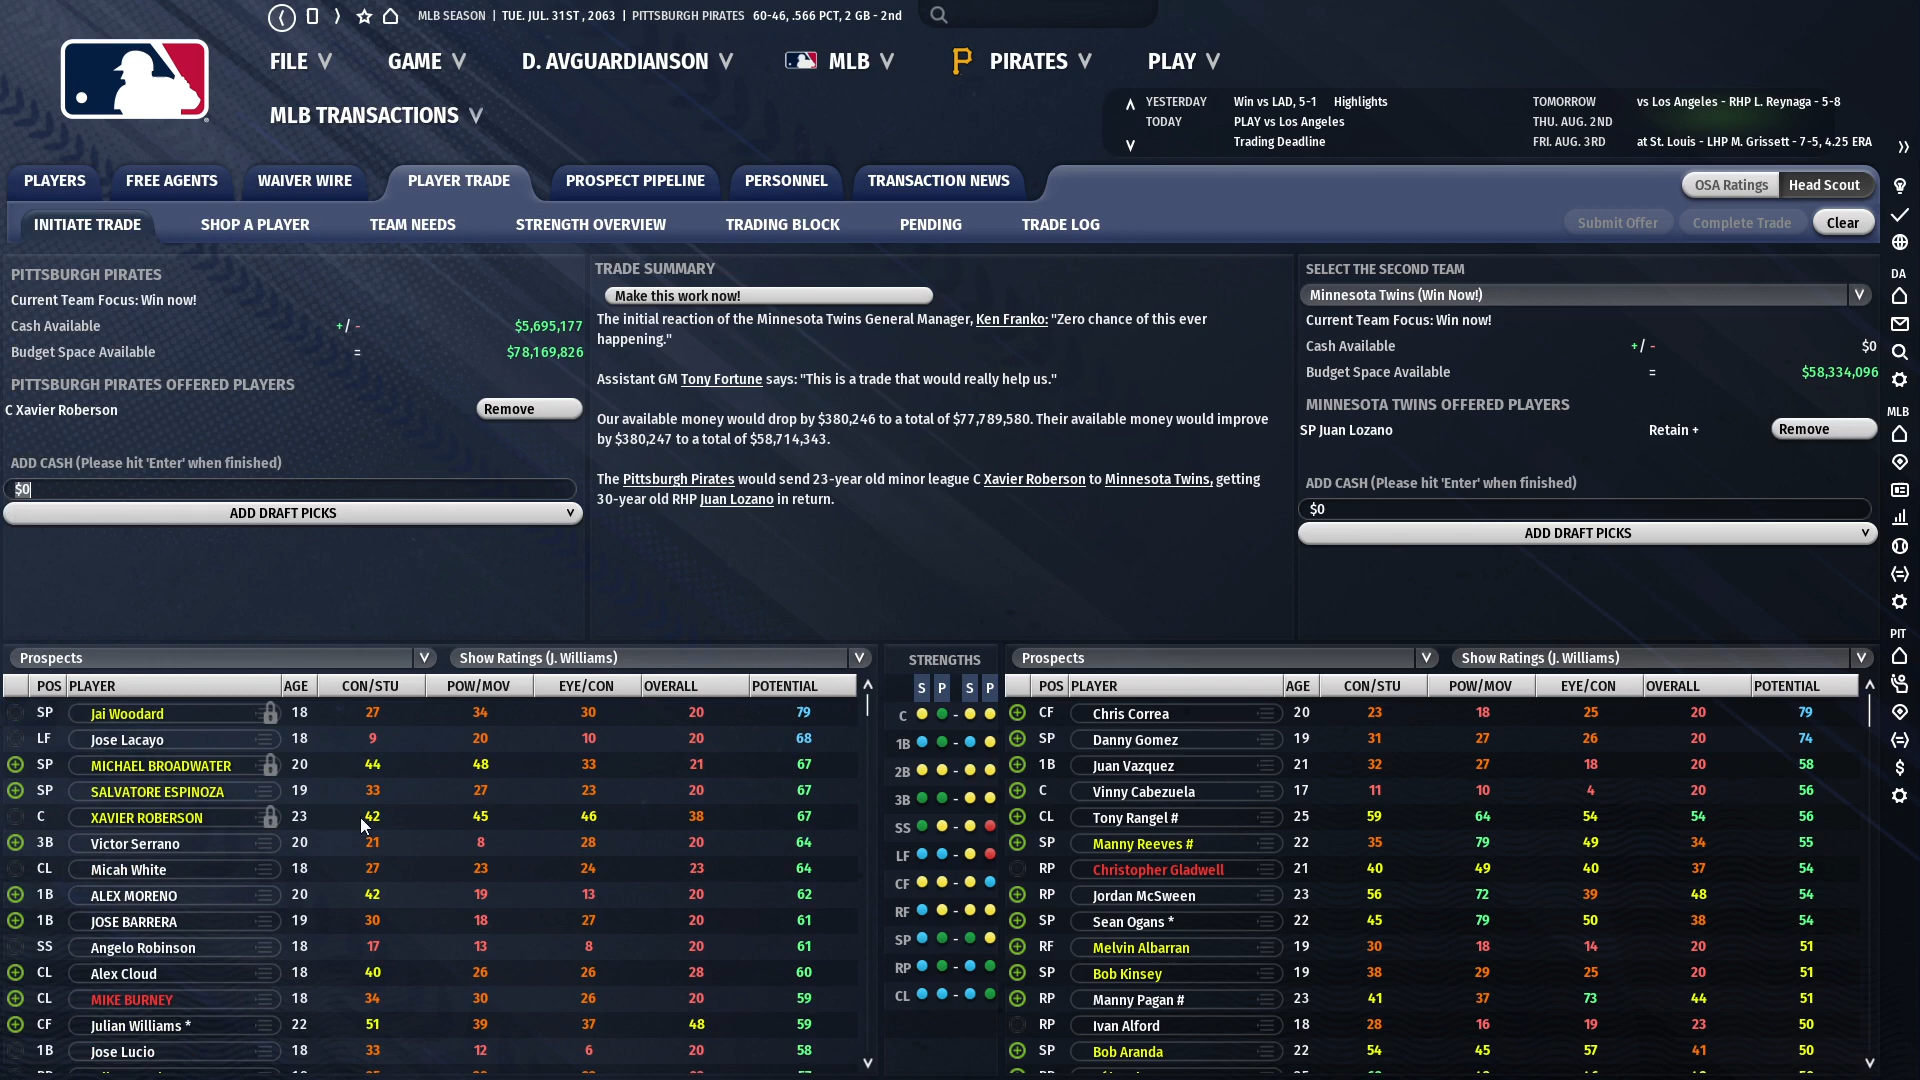 MLB SEASON | TUE. JUL. 31ST , 2063 | PITTSBURGH PIRATES 60-46, .566 PCT, 2 GB - 2nd
FILE GAME D. AVGUARDIANSON MLB PIRATES PLAY
MLB TRANSACTIONS
YESTERDAY Win vs LAD, 5-1 Highlights TOMORROW vs Los Angeles - RHP L. Reynaga - 5-8
TODAY PLAY vs Los Angeles THU. AUG. 2ND
Trading Deadline FRI. AUG. 3RD at St. Louis - LHP M. Grissett - 7-5, 4.25 ERA
PLAYERS FREE AGENTS WAIVER WIRE PLAYER TRADE PROSPECT PIPELINE PERSONNEL TRANSACTION NEWS OSA Ratings Head Scout
INITIATE TRADE SHOP A PLAYER TEAM NEEDS STRENGTH OVERVIEW TRADING BLOCK PENDING TRADE LOG Submit Offer Complete Trade Clear
PITTSBURGH PIRATES
Current Team Focus: Win now!
Cash Available +/- $5,695,177
Budget Space Available = $78,169,826
PITTSBURGH PIRATES OFFERED PLAYERS
C Xavier Roberson Remove
ADD CASH (Please hit 'Enter' when finished)
$0
ADD DRAFT PICKS
TRADE SUMMARY
Make this work now!
The initial reaction of the Minnesota Twins General Manager, Ken Franko: "Zero chance of this ever
happening."
Assistant GM Tony Fortune says: "This is a trade that would really help us."
Our available money would drop by $380,246 to a total of $77,789,580. Their available money would improve
by $380,247 to a total of $58,714,343.
The Pittsburgh Pirates would send 23-year old minor league C Xavier Roberson to Minnesota Twins, getting
30-year old RHP Juan Lozano in return.
SELECT THE SECOND TEAM
Minnesota Twins (Win Now!)
Current Team Focus: Win now!
Cash Available +/- $0
Budget Space Available = $58,334,096
MINNESOTA TWINS OFFERED PLAYERS
SP Juan Lozano Retain + Remove
ADD CASH (Please hit 'Enter' when finished)
$0
ADD DRAFT PICKS
Prospects Show Ratings (J. Williams)
POS PLAYER AGE CON/STU POW/MOV EYE/CON OVERALL POTENTIAL
SP Jai Woodard 18 27 34 30 20 79
LF Jose Lacayo 18 9 20 10 20 68
SP MICHAEL BROADWATER 20 44 48 33 21 67
SP SALVATORE ESPINOZA 19 33 27 23 20 67
C XAVIER ROBERSON 23 42 45 46 38 67
3B Victor Serrano 20 21 8 28 20 64
CL Micah White 18 27 23 24 23 64
1B ALEX MORENO 20 42 19 13 20 62
1B JOSE BARRERA 19 30 18 27 20 61
SS Angelo Robinson 18 17 13 8 20 61
CL Alex Cloud 18 40 26 26 28 60
CL MIKE BURNEY 18 34 30 26 20 59
CF Julian Williams * 22 51 39 37 48 59
1B Jose Lucio 18 33 12 6 20 58
STRENGTHS
S P S P
C -
1B -
2B -
3B -
SS -
LF -
CF -
RF -
SP -
RP -
CL -
Prospects Show Ratings (J. Williams)
POS PLAYER AGE CON/STU POW/MOV EYE/CON OVERALL POTENTIAL
CF Chris Correa 20 23 18 25 20 79
SP Danny Gomez 19 31 27 26 20 74
1B Juan Vazquez 21 32 27 18 20 58
C Vinny Cabezuela 17 11 10 4 20 56
CL Tony Rangel # 25 59 64 54 54 56
SP Manny Reeves # 22 35 79 49 34 55
RP Christopher Gladwell 21 40 49 40 37 54
RP Jordan McSween 23 56 72 39 48 54
SP Sean Ogans * 22 45 79 50 38 54
RF Melvin Albarran 19 30 18 14 20 51
SP Bob Kinsey 19 38 29 25 20 51
RP Manny Pagan # 23 41 37 73 44 51
RP Ivan Alford 18 28 16 19 23 50
SP Bob Aranda 22 54 45 57 41 50
DA
MLB
PIT
$